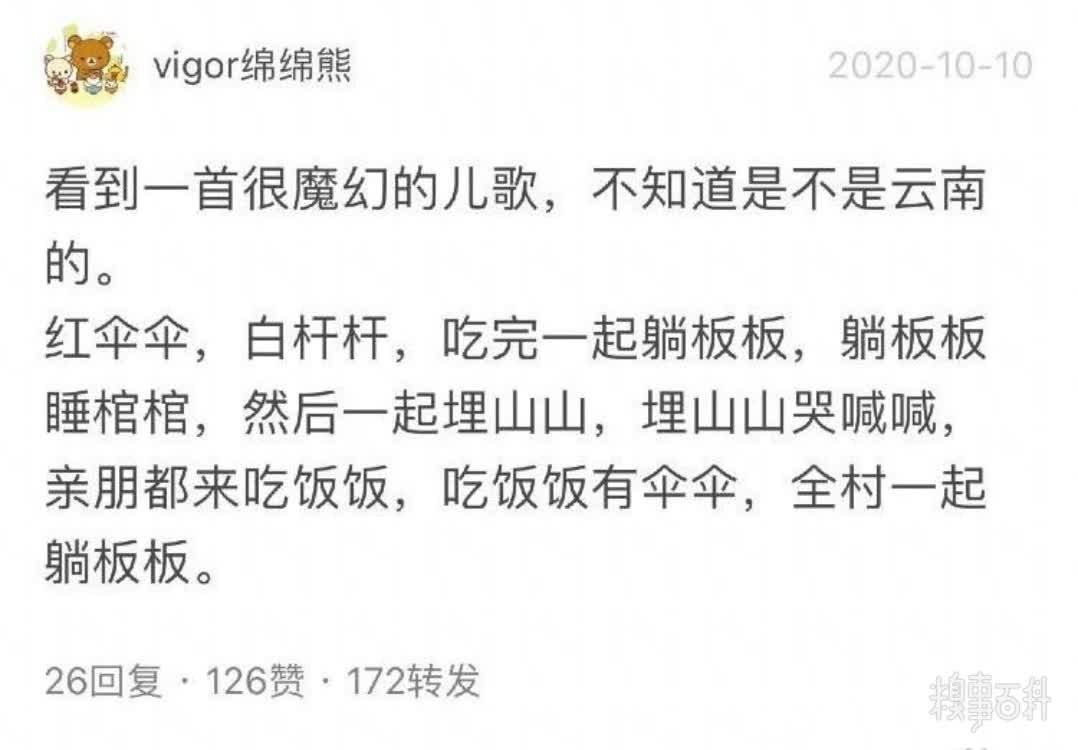 vigor绵绵熊
2020-10-10
看到一首很魔幻的儿歌，不知道是不是云南
的。
红伞伞，白杆杆，吃完一起躺板板，躺板板
睡棺棺，然后一起埋山山，埋山山哭喊喊，
亲朋都来吃饭饭，吃饭饭有伞伞，全村一起
躺板板。
26回复 · 126赞 · 172转发
糗事百科